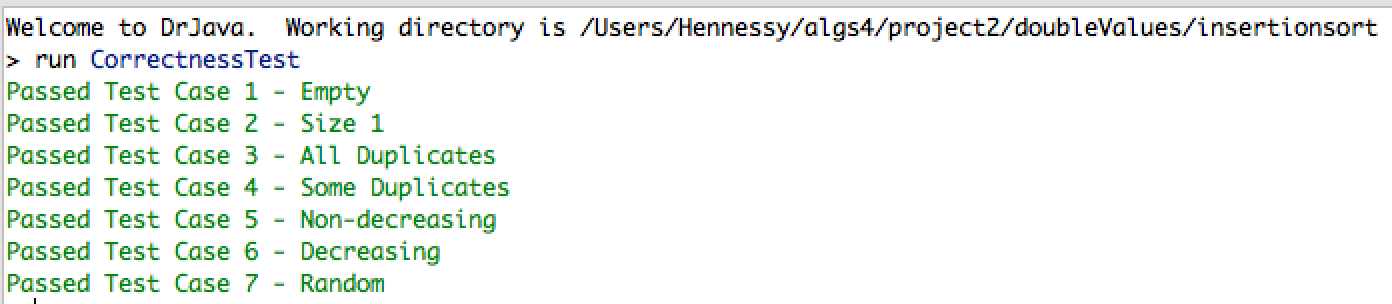 Welcome to DrJava.  Working directory is /Users/Hennessy/algs4/project2/doubleValues/insertionsort
> run CorrectnessTest
Passed Test Case 1 - Empty
Passed Test Case 2 - Size 1
Passed Test Case 3 - All Duplicates
Passed Test Case 4 - Some Duplicates
Passed Test Case 5 - Non-decreasing
Passed Test Case 6 - Decreasing
Passed Test Case 7 - Random